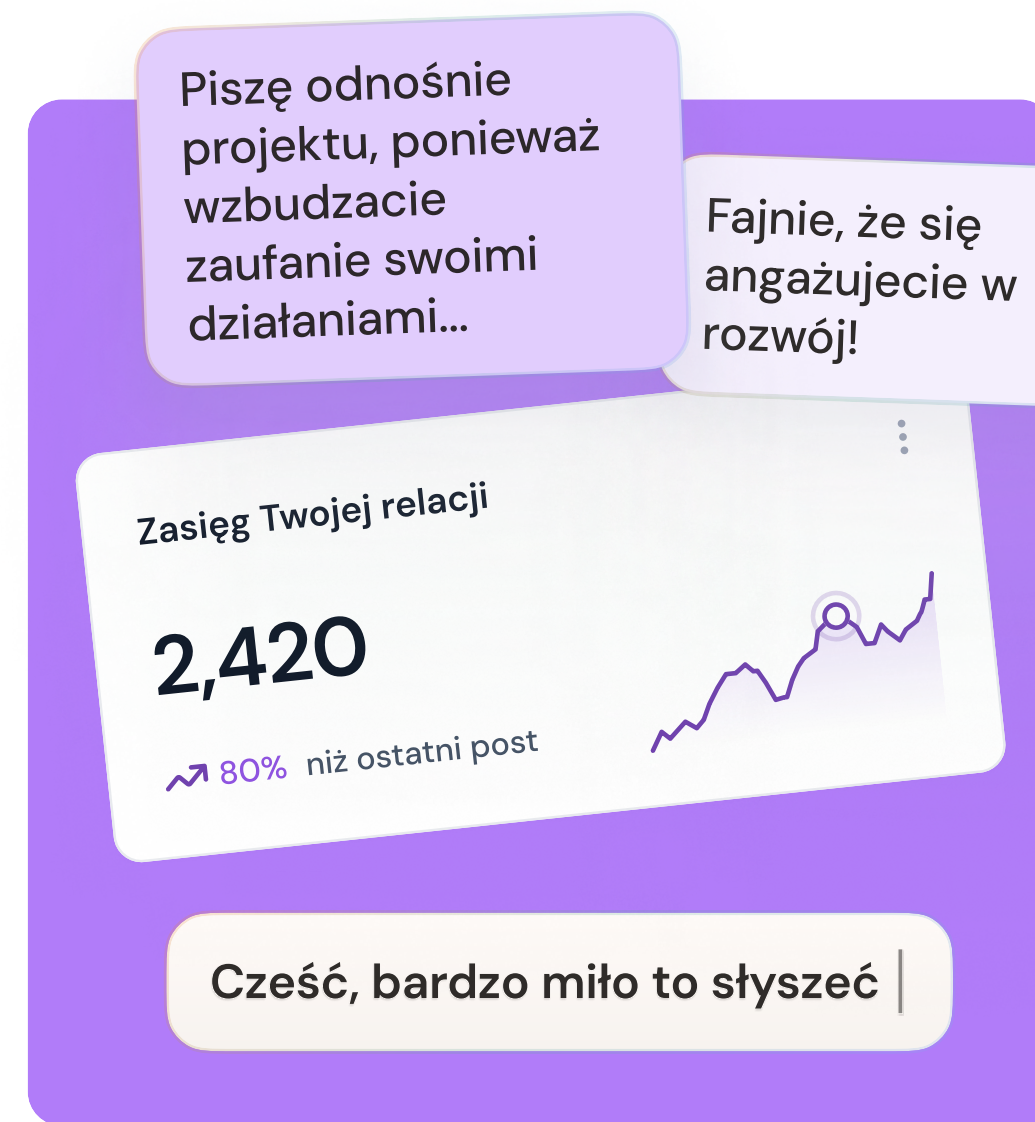 Piszę odnośnie
projektu, ponieważ
wzbudzacie
zaufanie swoimi
działaniami...
Fajnie, że się
angażujecie w
rozwój!
Zasięg Twojej relacji
2,420
80% niż ostatni post
Cześć, bardzo miło to słyszeć